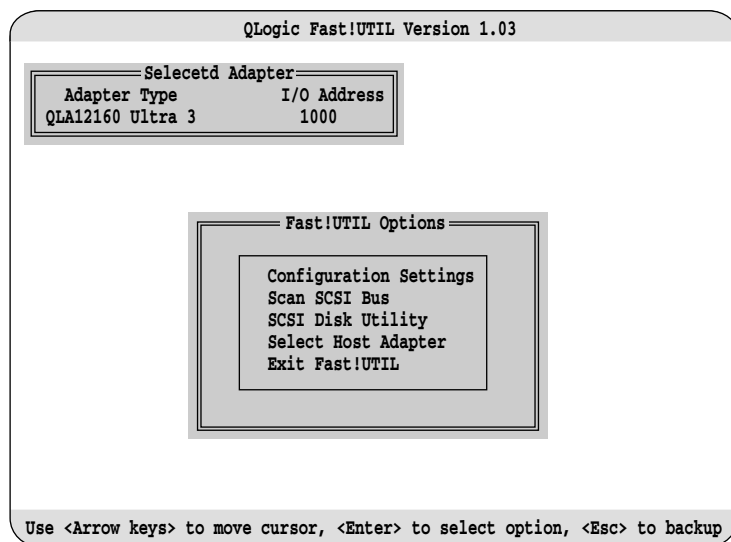 QLogic Fast!UTIL Version 1.03
Selecetd Adapter
Adapter Type I/O Address
QLA12160 Ultra 3 1000
Fast!UTIL Options
Configuration Settings
Scan SCSI Bus
SCSI Disk Utility
Select Host Adapter
Exit Fast!UTIL
Use <Arrow keys> to move cursor, <Enter> to select option, <Esc> to backup